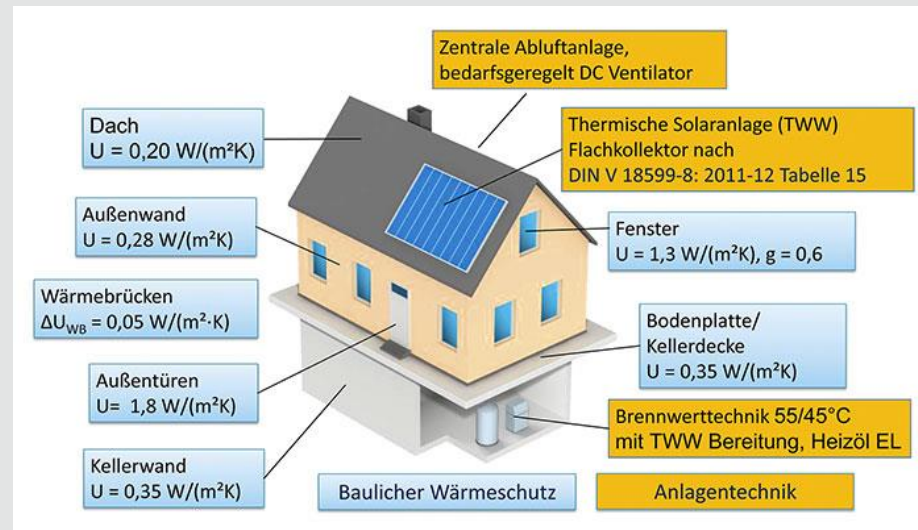 Zentrale Abluftanlage,
bedarfsgeregelt DC Ventilator
Dach
U = 0,20 W/(m²K)
Thermische Solaranlage (TWW)
Flachkollektor nach
DIN V 18599-8: 2011-12 Tabelle 15
Außenwand
U = 0,28 W/(m²K)
Fenster
U = 1,3 W/(m²K), g = 0,6
Wärmebrücken
ΔU_WB = 0,05 W/(m²·K)
Bodenplatte/
Kellerdecke
U = 0,35 W/(m²K)
Außentüren
U= 1,8 W/(m²K)
Brennwerttechnik 55/45°C
mit TWW Bereitung, Heizöl EL
Kellerwand
U = 0,35 W/(m²K)
Baulicher Wärmeschutz
Anlagentechnik